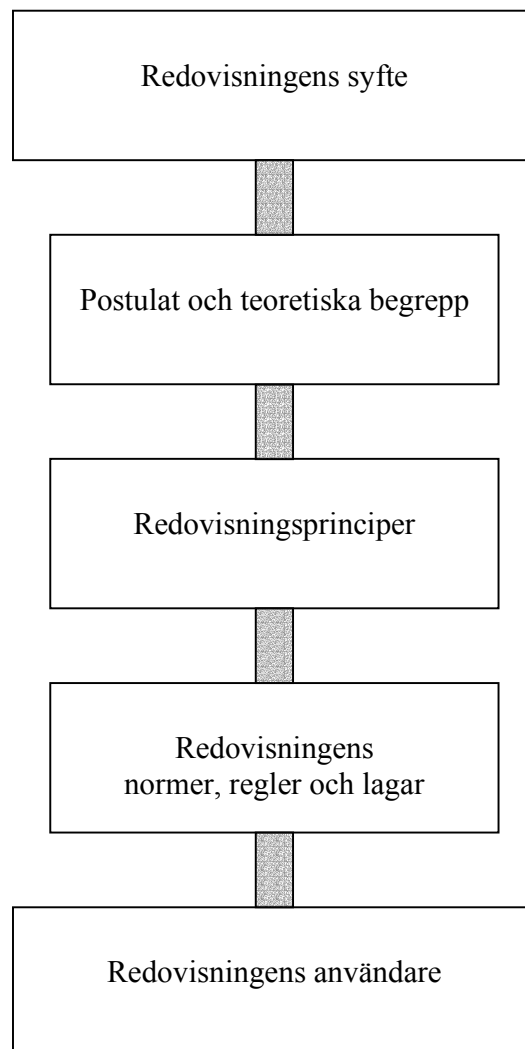 Redovisningens syfte
Postulat och teoretiska begrepp
Redovisningsprinciper
Redovisningens
normer, regler och lagar
Redovisningens användare